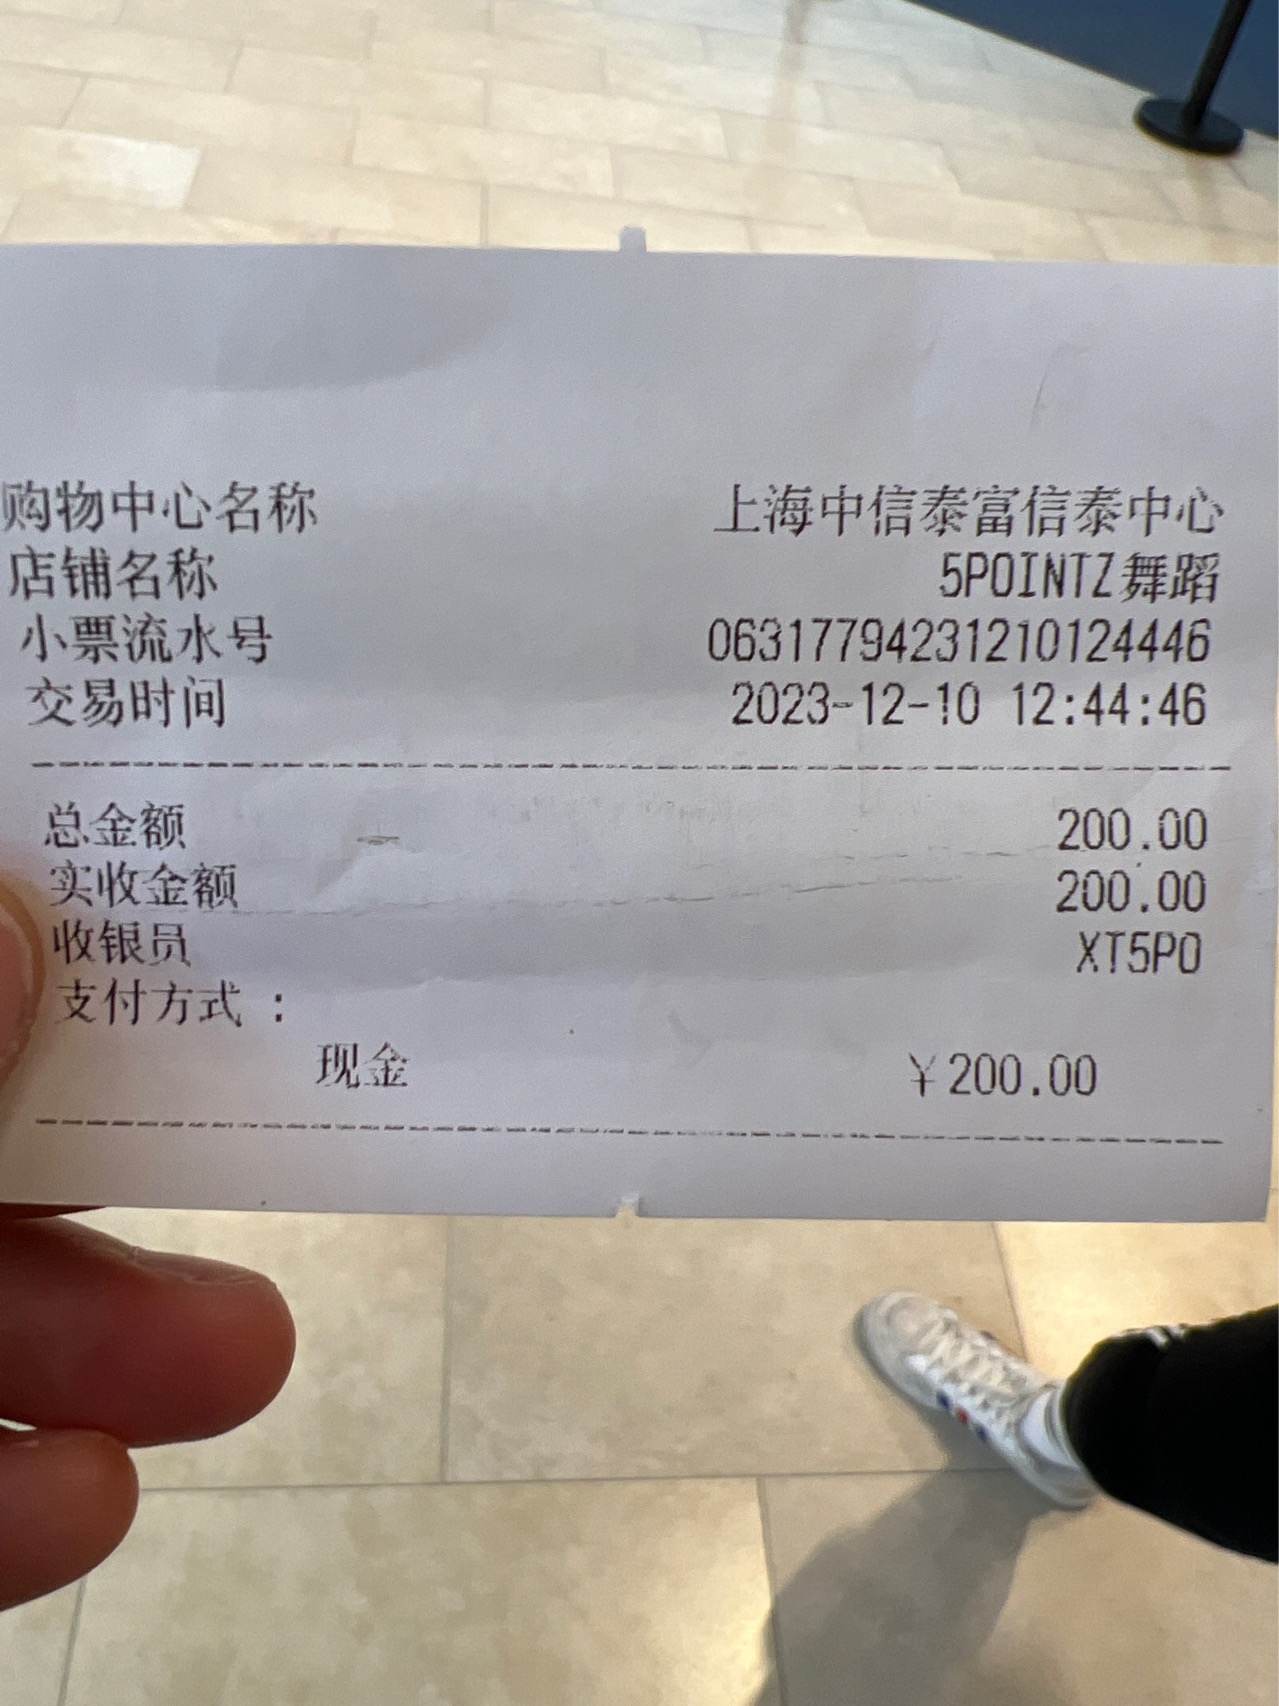 购物中心名称 上海中信泰富信泰中心
店铺名称 5POINTZ舞蹈
小票流水号 06317794231210124446
交易时间 2023-12-10 12:44:46
总金额 200.00
实收金额 200.00
收银员 XT5PO
支付方式 :
现金 ¥200.00